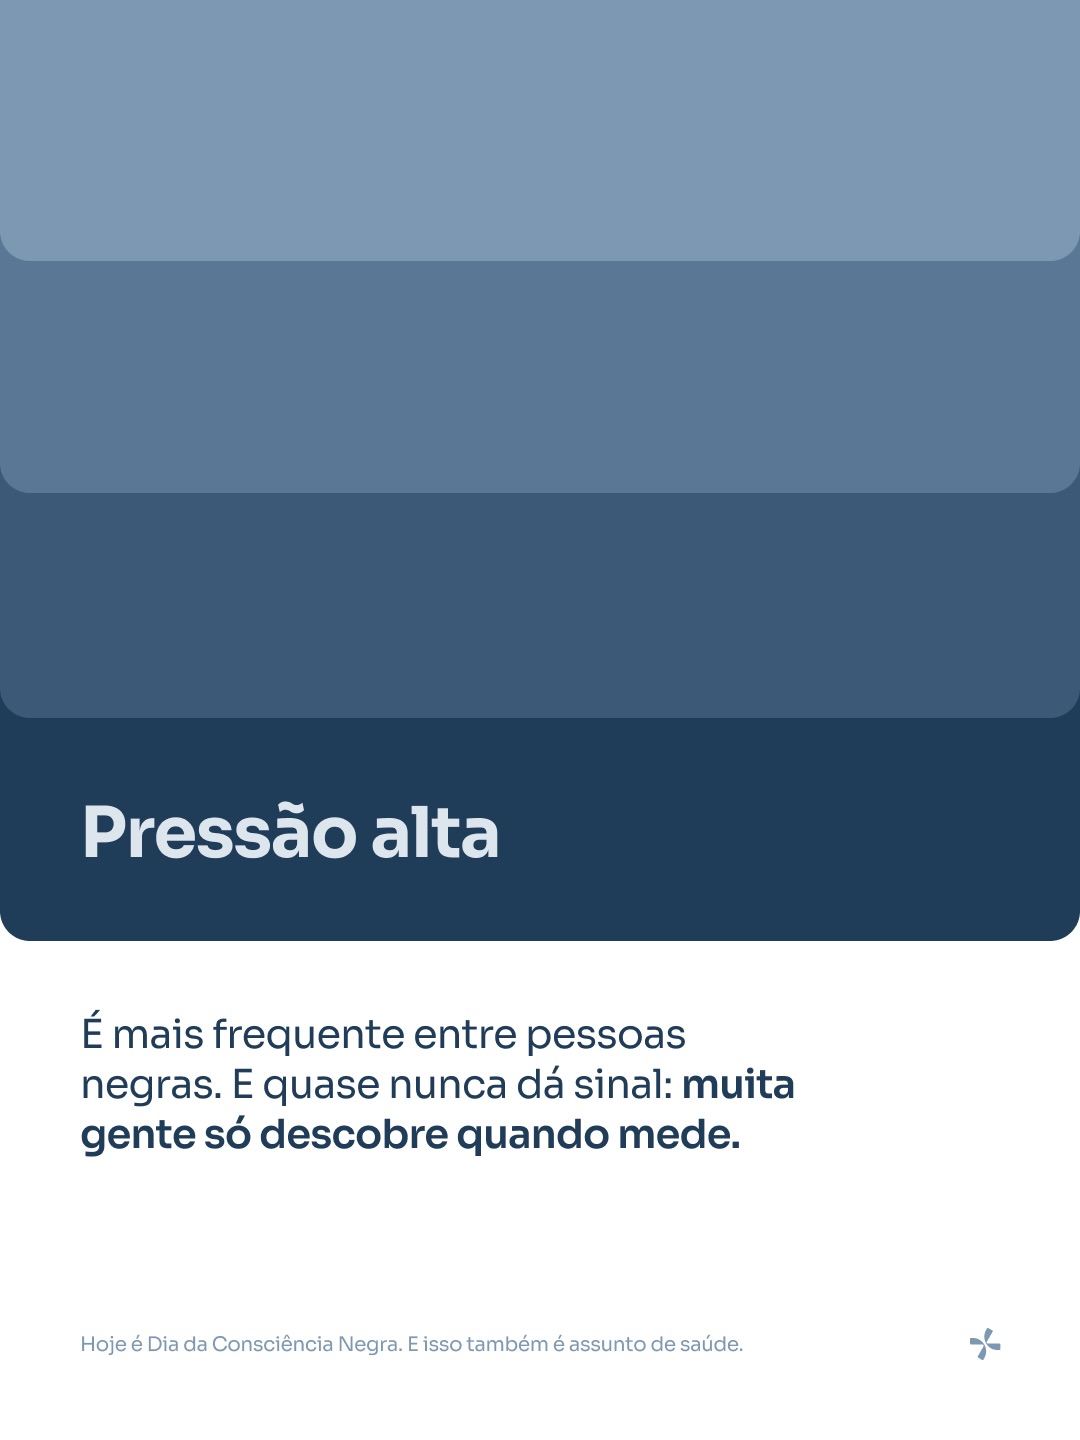 Pressão alta
É mais frequente entre pessoas
negras. E quase nunca dá sinal: muita
gente só descobre quando mede.
Hoje é Dia da Consciência Negra. E isso também é assunto de saúde.